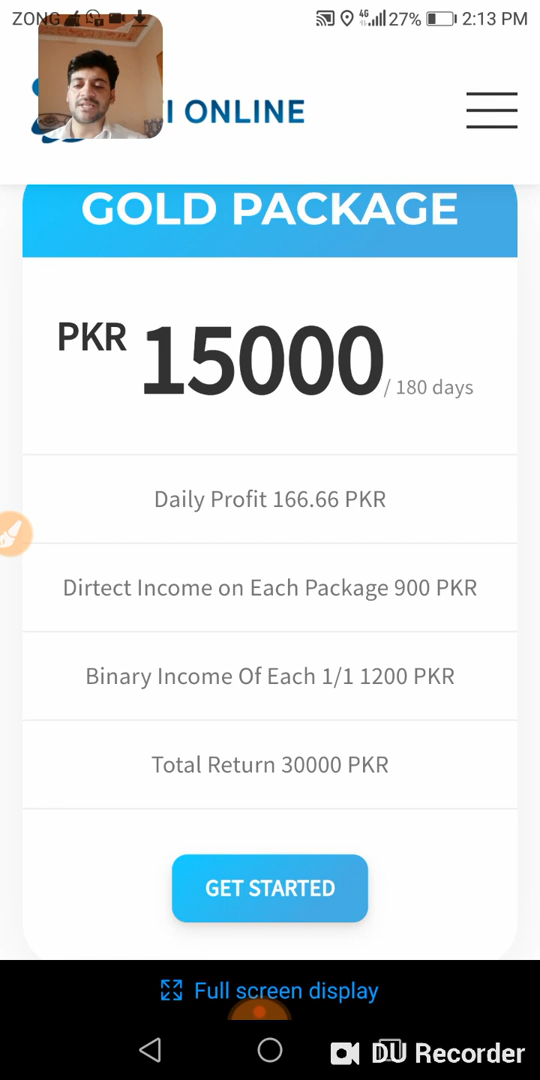 ZONG
4G
27%
2:13 PM
I ONLINE
GOLD PACKAGE
PKR 15000 / 180 days
Daily Profit 166.66 PKR
Dirtect Income on Each Package 900 PKR
Binary Income Of Each 1/1 1200 PKR
Total Return 30000 PKR
GET STARTED
Full screen display
DU Recorder